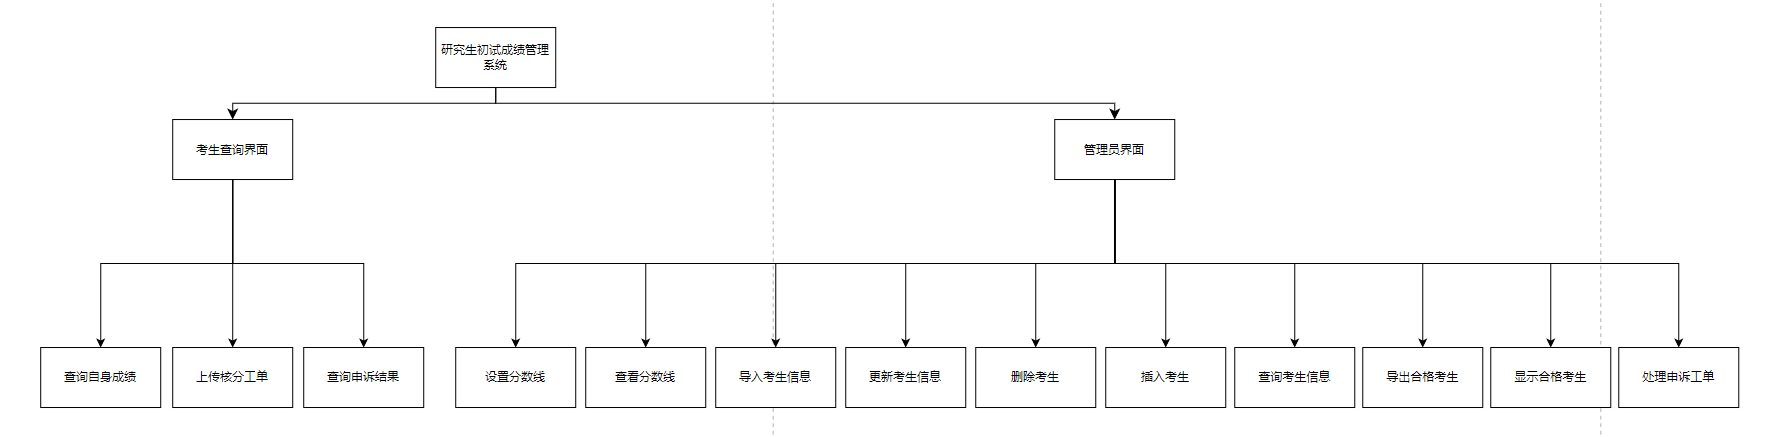 研究生初试成绩管理
系统
考生查询界面
管理员界面
查询自身成绩
上传核分工单
查询申诉结果
设置分数线
查看分数线
导入考生信息
更新考生信息
删除考生
插入考生
查询考生信息
导出合格考生
显示合格考生
处理申诉工单